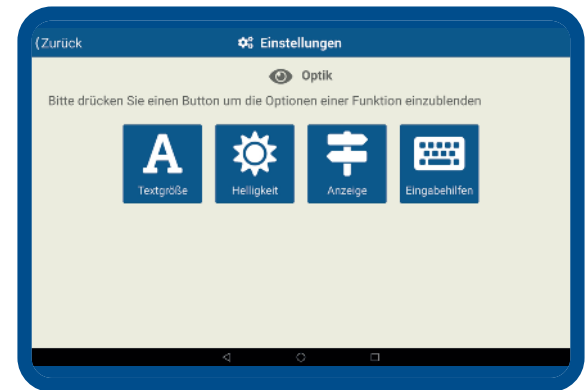 (Zurück
Einstellungen
Optik
Bitte drücken Sie einen Button um die Optionen einer Funktion einzublenden
Textgröße
Helligkeit
Anzeige
Eingabehilfen